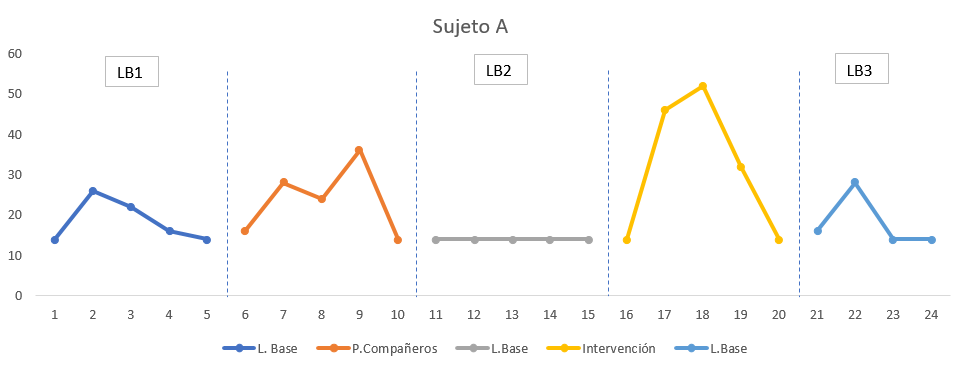 Sujeto A
60
50
40
30
20
10
0
LB1
LB2
LB3
1 2 3 4 5 6 7 8 9 10 11 12 13 14 15 16 17 18 19 20 21 22 23 24
L. Base P.Compañeros L.Base Intervención L.Base